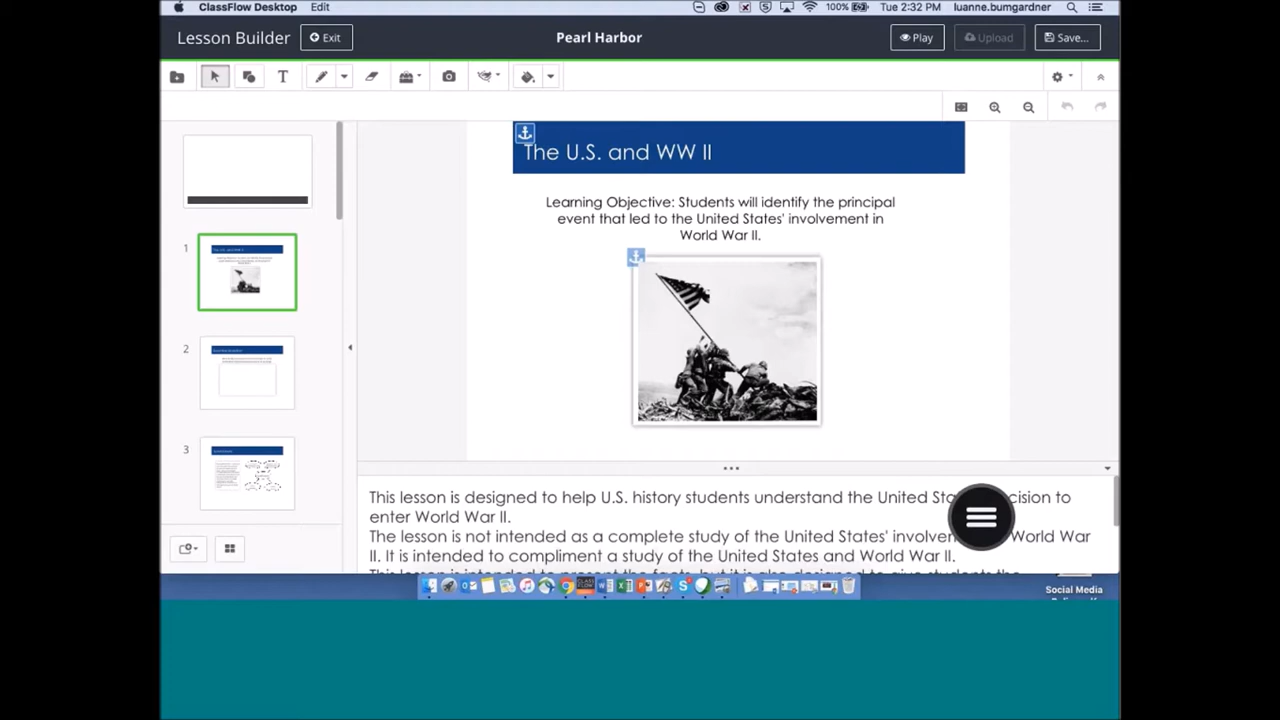 ClassFlow Desktop Edit 100% Tue 2:32 PM luanne.bumgardner
Lesson Builder Exit Pearl Harbor Play Upload Save...
T
The U.S. and WW II
Learning Objective: Students will identify the principal
event that led to the United States' involvement in
World War II.
1
2
3
This lesson is designed to help U.S. history students understand the United Sta cision to
enter World War II.
The lesson is not intended as a complete study of the United States' involvem World War
II. It is intended to compliment a study of the United States and World War II.
Social Media